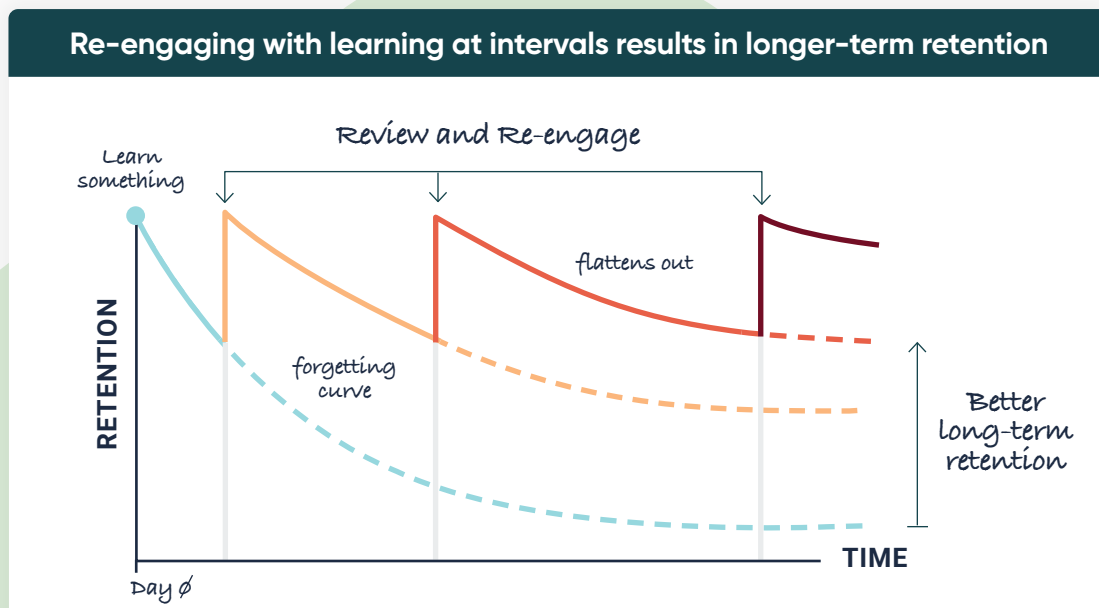 Re-engaging with learning at intervals results in longer-term retention
Review and Re-engage
Learn
something
flattens out
forgetting
curve
RETENTION
Better
long-term
retention
TIME
Day ø